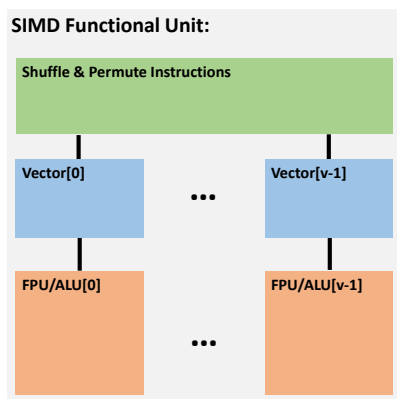 SIMD Functional Unit:
Shuffle & Permute Instructions
Vector[0]
...
Vector[v-1]
FPU/ALU[0]
...
FPU/ALU[v-1]